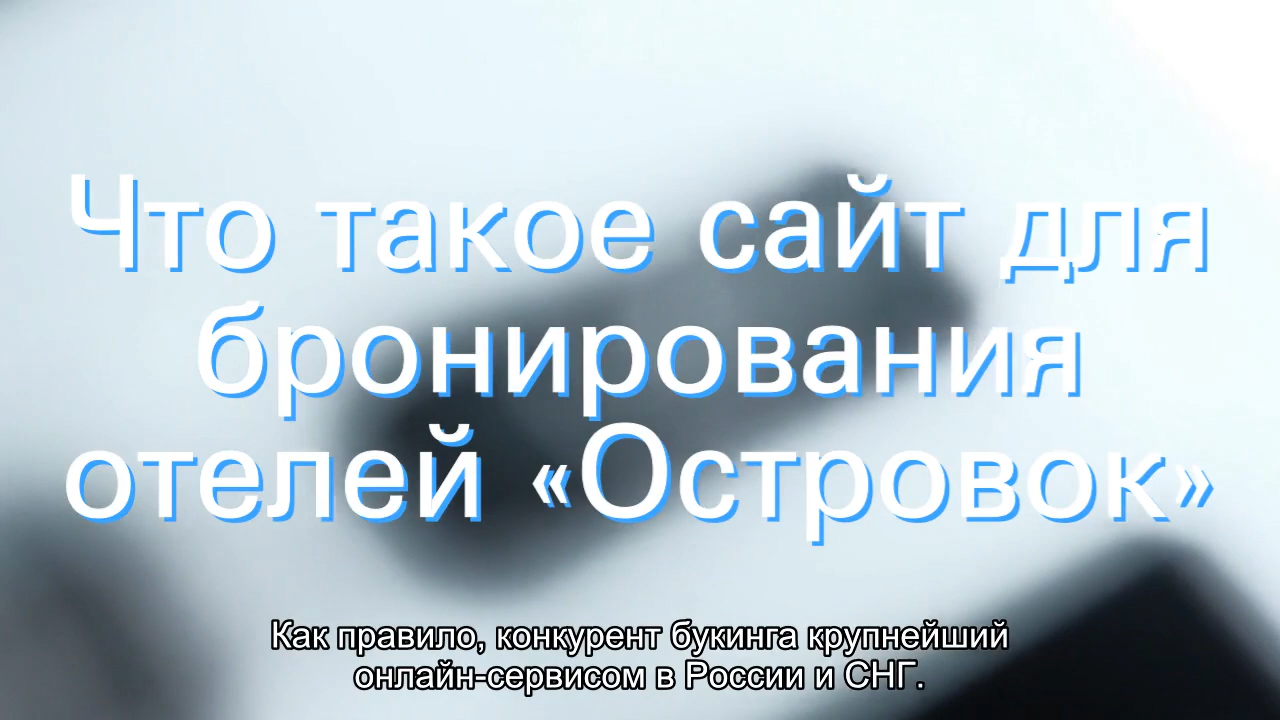 Что такое сайт для
бронирования
отелей «Островок»
Как правило, конкурент букинга крупнейший
онлайн-сервисом в России и СНГ.